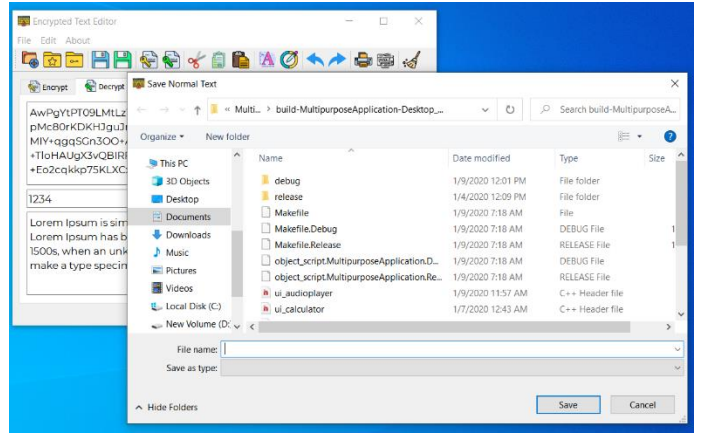 Encrypted Text Editor
File Edit About
Encrypt Decrypt
AwPgYtPT09LMtLz
pMc80rKDKHJguJr
MIY+qgqSGn3OO+
+TloHAUgX3vQBIRF
+Eo2cqkkp75KLXC
1234
Lorem Ipsum is sim
Lorem Ipsum has b
1500s, when an unk
make a type specin
Save Normal Text
« Multi... > build-MultipurposeApplication-Desktop_...
Search build-MultipurposeA...
Organize New folder
This PC
3D Objects
Desktop
Documents
Downloads
Music
Pictures
Videos
Local Disk (C:)
New Volume (D:
Name Date modified Type Size
debug 1/9/2020 12:01 PM File folder
release 1/4/2020 12:09 PM File folder
Makefile 1/9/2020 7:18 AM File
Makefile.Debug 1/9/2020 7:18 AM DEBUG File 1
Makefile.Release 1/9/2020 7:18 AM RELEASE File 1
object_script.MultipurposeApplication.D... 1/9/2020 7:18 AM DEBUG File
object_script.MultipurposeApplication.Re... 1/9/2020 7:18 AM RELEASE File
ui_audioplayer 1/9/2020 11:57 AM C++ Header file
ui_calculator 1/7/2020 12:43 AM C++ Header file
File name:
Save as type:
Hide Folders
Save Cancel